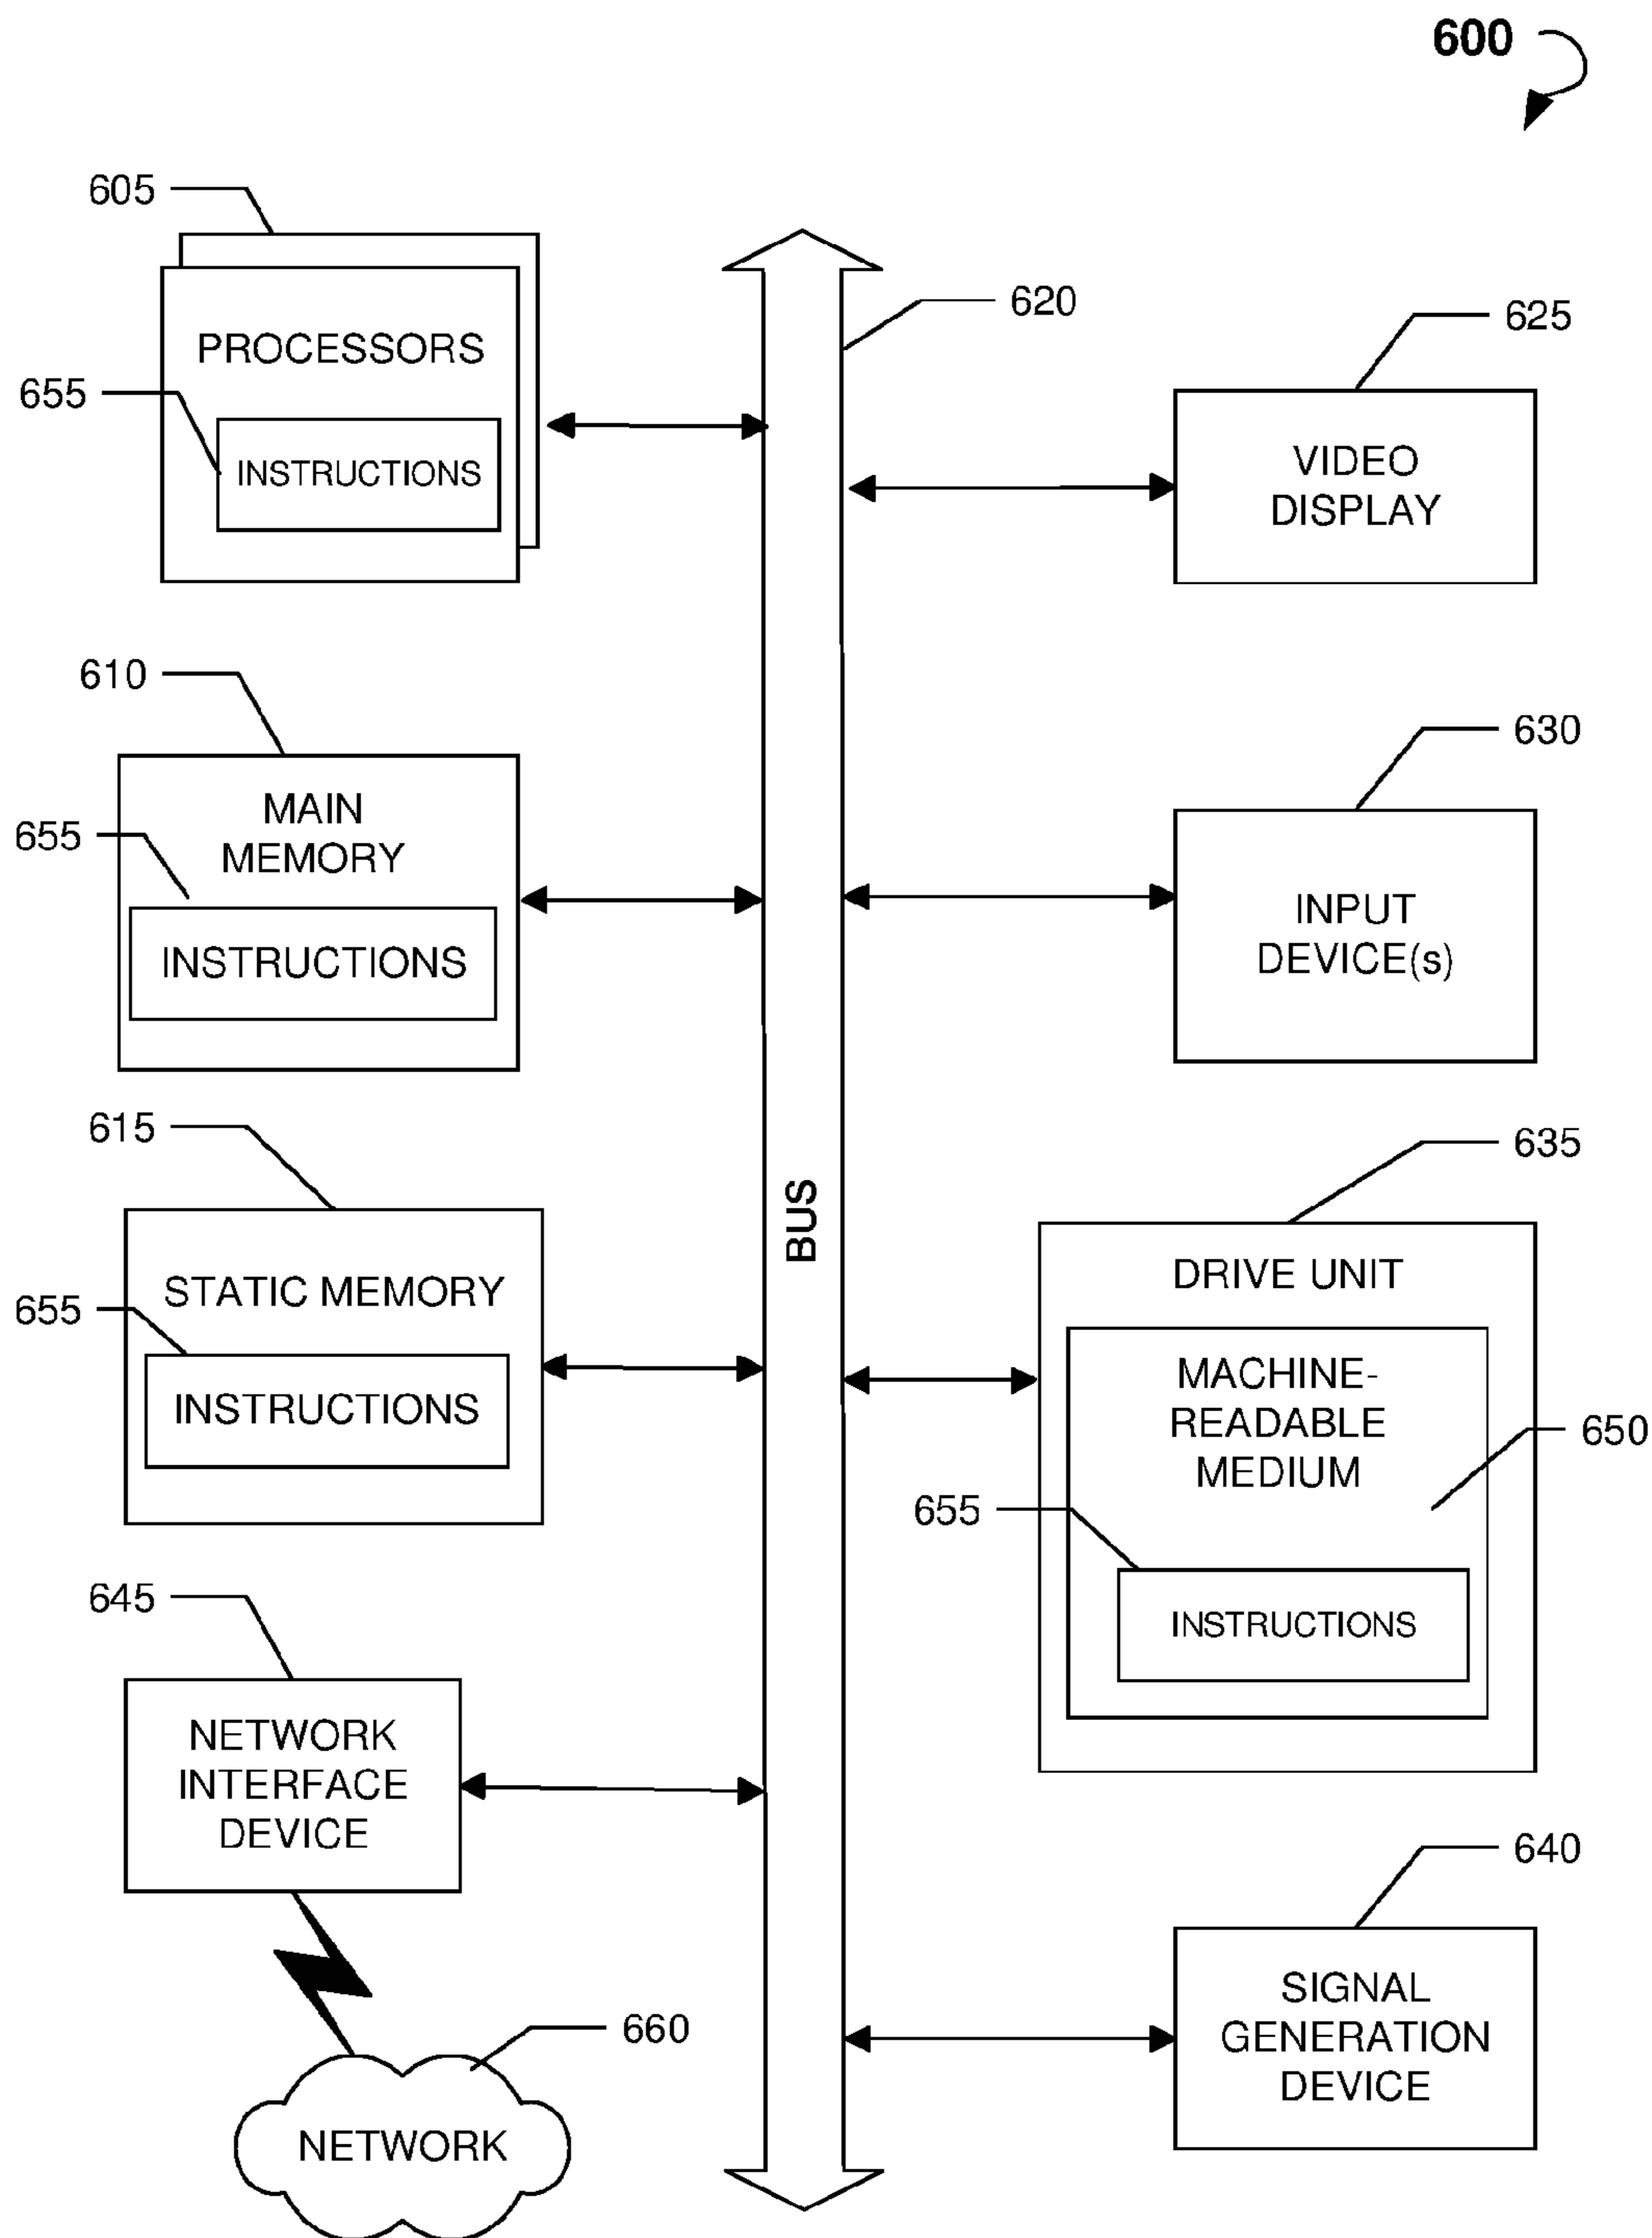 600
605
PROCESSORS
655
INSTRUCTIONS
610
MAIN
MEMORY
655
INSTRUCTIONS
615
STATIC MEMORY
655
INSTRUCTIONS
645
NETWORK
INTERFACE
DEVICE
660
NETWORK
620
BUS
625
VIDEO
DISPLAY
630
INPUT
DEVICE(s)
635
DRIVE UNIT
MACHINE-
READABLE
MEDIUM
650
655
INSTRUCTIONS
640
SIGNAL
GENERATION
DEVICE